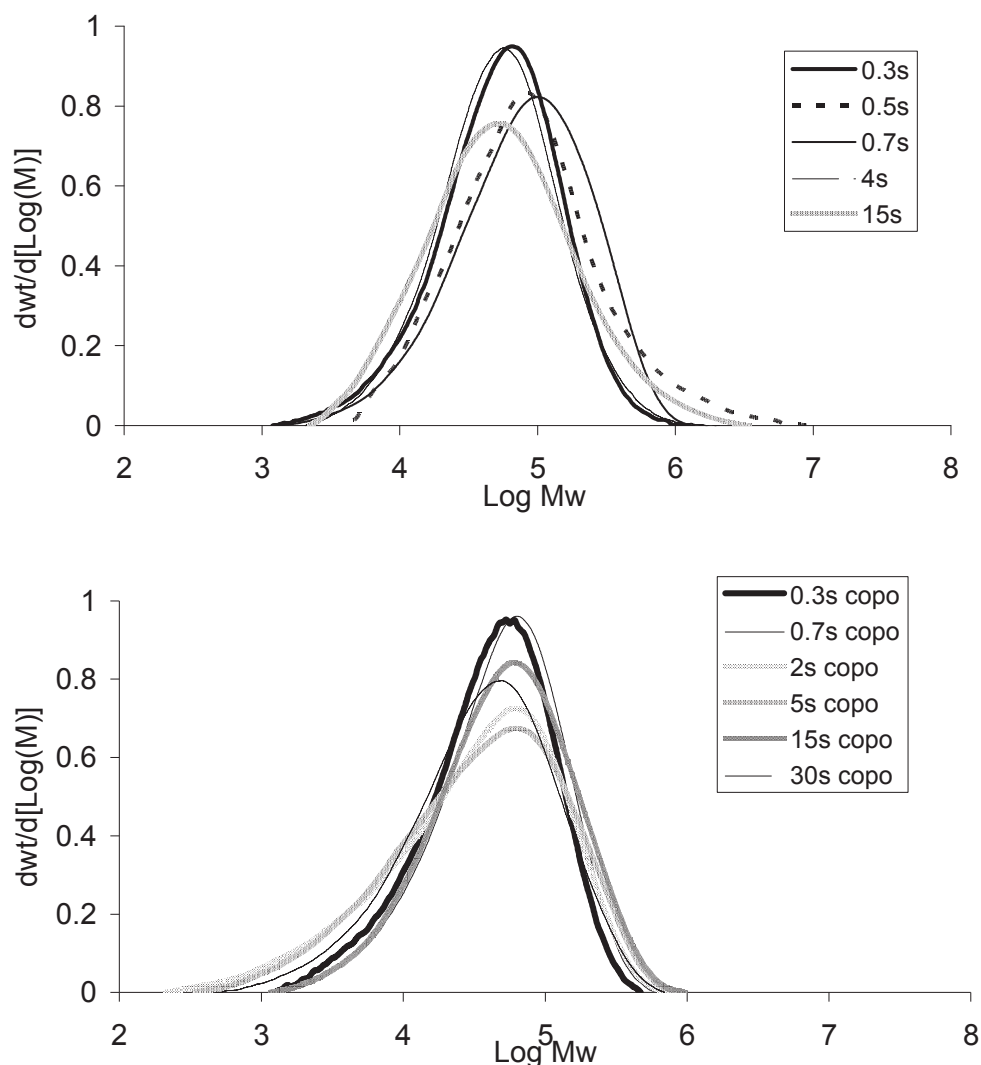 dwt/d[Log(M)]
1
0.8
0.6
0.4
0.2
0
2 3 4 5 6 7 8
Log Mw
0.3s
0.5s
0.7s
4s
15s
dwt/d[Log(M)]
1
0.8
0.6
0.4
0.2
0
2 3 4 5 6 7 8
Log Mw
0.3s copo
0.7s copo
2s copo
5s copo
15s copo
30s copo